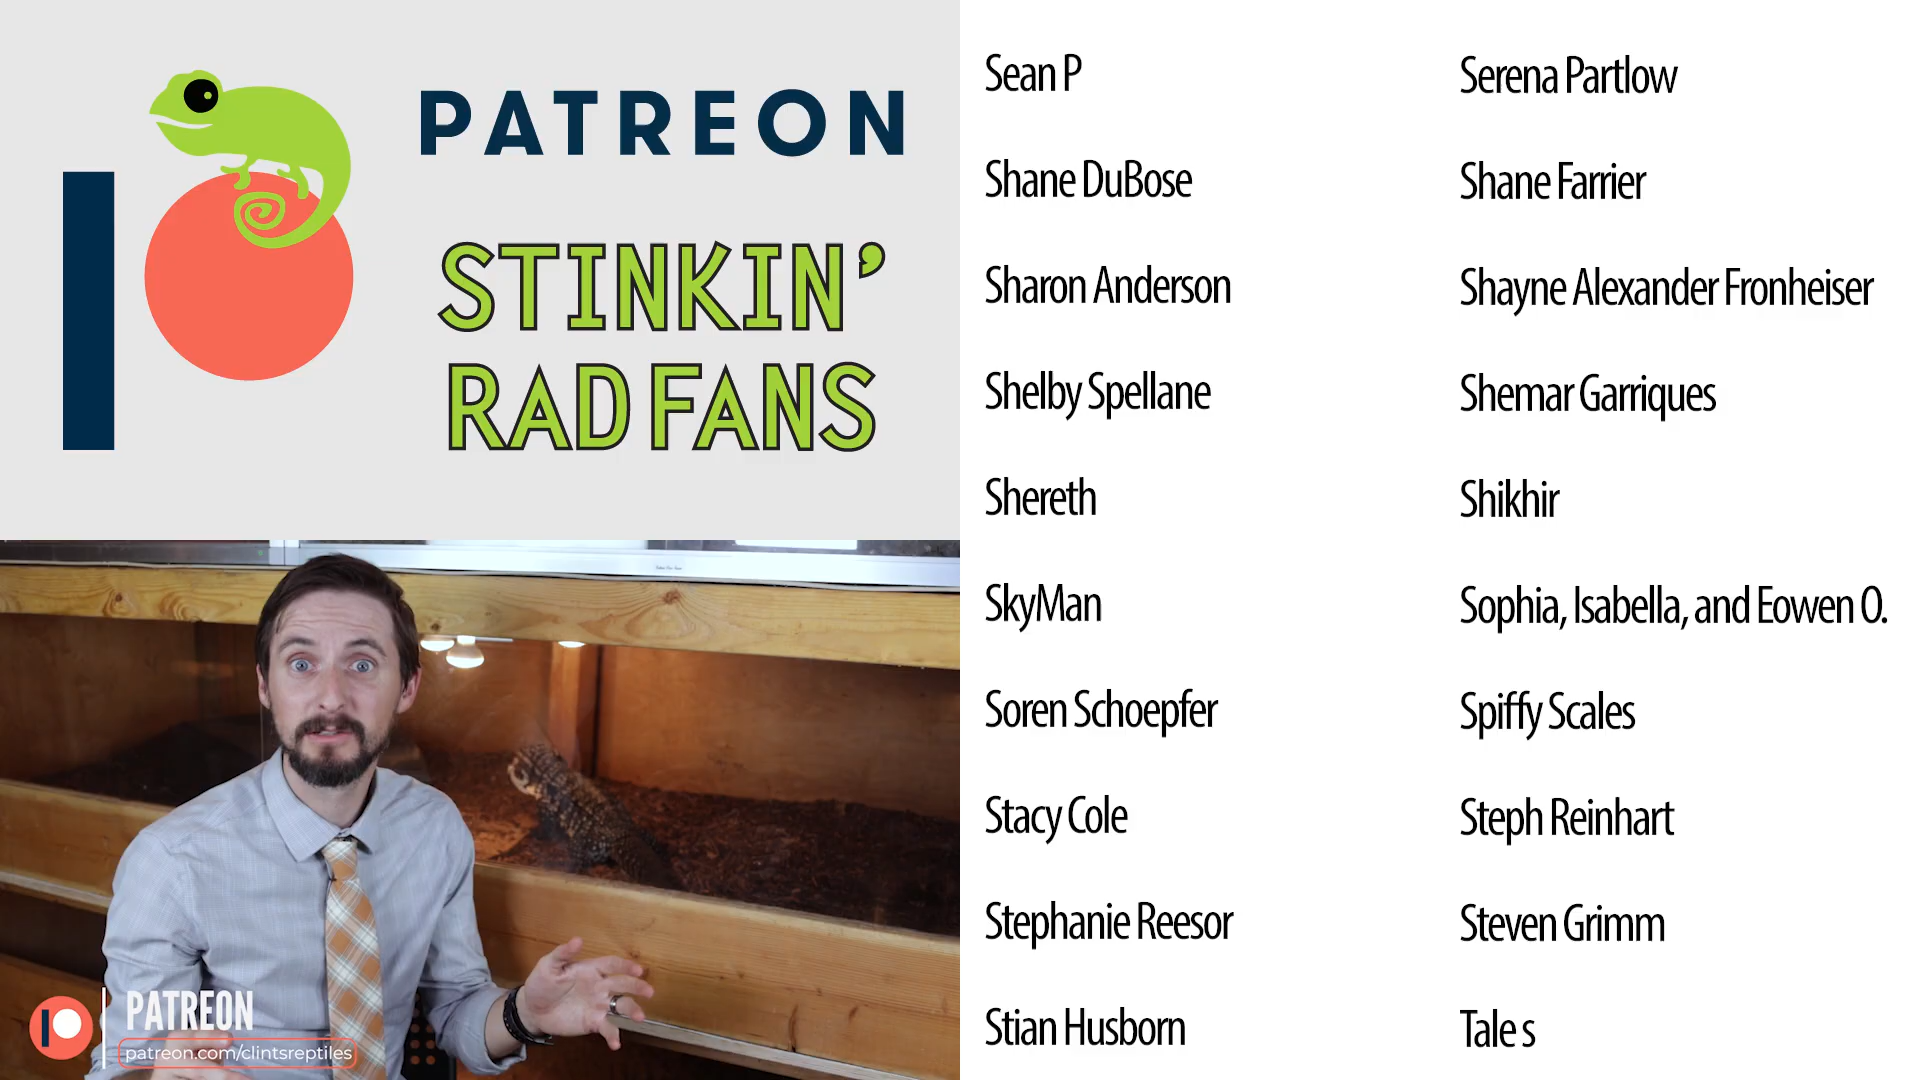 PATREON
STINKIN'
RAD FANS
Sean P
Serena Partlow
Shane DuBose
Shane Farrier
Sharon Anderson
Shayne Alexander Fronheiser
Shelby Spellane
Shemar Garriques
Shereth
Shikhir
SkyMan
Sophia, Isabella, and Eowen O.
Soren Schoepfer
Spiffy Scales
Stacy Cole
Steph Reinhart
Stephanie Reesor
Steven Grimm
Stian Husborn
Tale s
PATREON
patreon.com/clintsreptiles